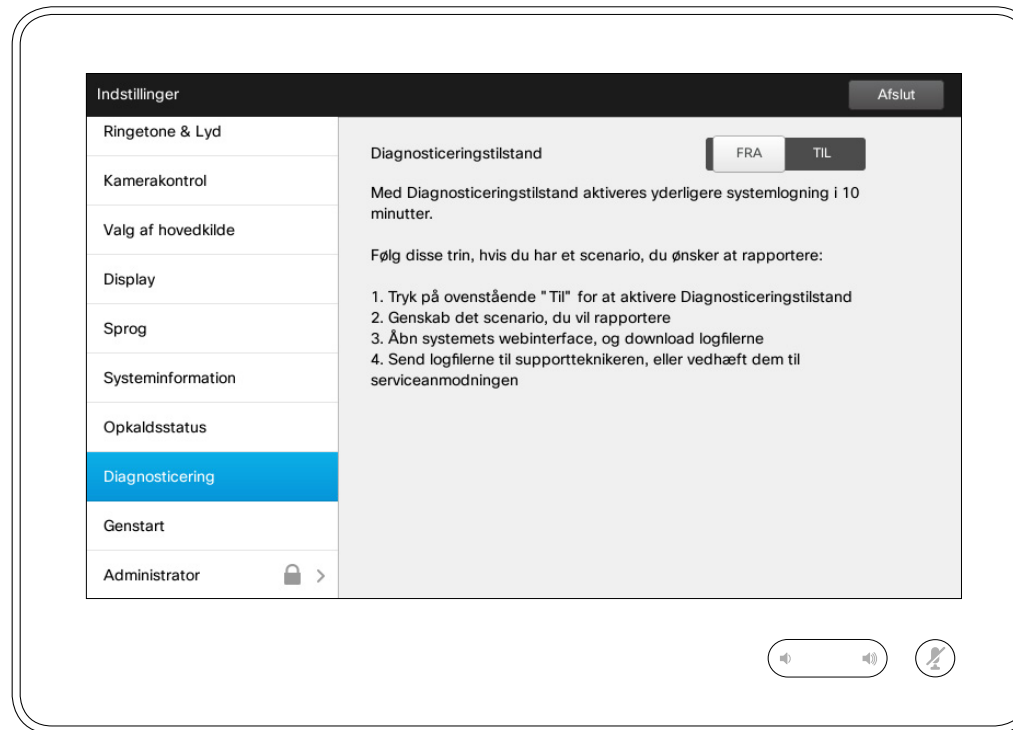 Indstillinger
Afslut
Ringetone & Lyd
Kamerakontrol
Valg af hovedkilde
Display
Sprog
Systeminformation
Opkaldsstatus
Diagnosticering
Genstart
Administrator
Diagnosticeringstilstand
FRA
TIL
Med Diagnosticeringstilstand aktiveres yderligere systemlogning i 10
minutter.
Følg disse trin, hvis du har et scenario, du ønsker at rapportere:
1. Tryk på ovenstående "Til" for at aktivere Diagnosticeringstilstand
2. Genskab det scenario, du vil rapportere
3. Åbn systemets webinterface, og download logfilerne
4. Send logfilerne til supportteknikeren, eller vedhæft dem til
serviceanmodningen